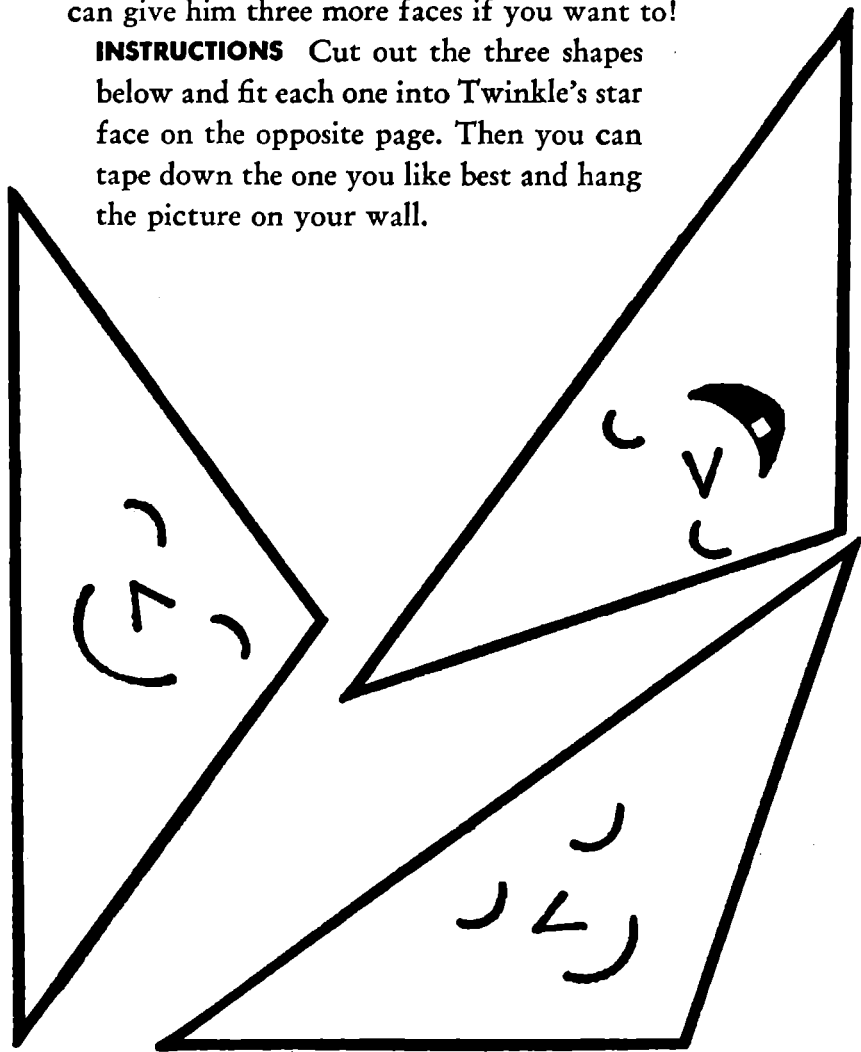 can give him three more faces if you want to!
INSTRUCTIONS Cut out the three shapes
below and fit each one into Twinkle's star
face on the opposite page. Then you can
tape down the one you like best and hang
the picture on your wall.